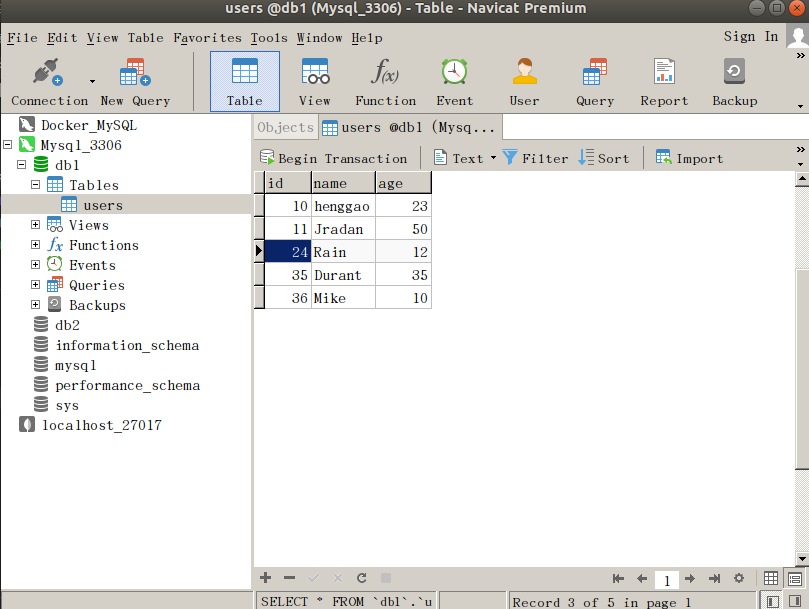 users @db1 (Mysql_3306) - Table - Navicat Premium
File Edit View Table Favorites Tools Window Help
Sign In
Connection New Query Table View Function Event User Query Report Backup
Docker_MySQL
Mysql_3306
db1
Tables
users
Views
Functions
Events
Queries
Backups
db2
information_schema
mysql
performance_schema
sys
localhost_27017
Objects users @db1 (Mysq...
Begin Transaction Text Filter Sort Import
id name age
10 henggao 23
11 Jradan 50
24 Rain 12
35 Durant 35
36 Mike 10
1
SELECT * FROM `db1`.`u
Record 3 of 5 in page 1